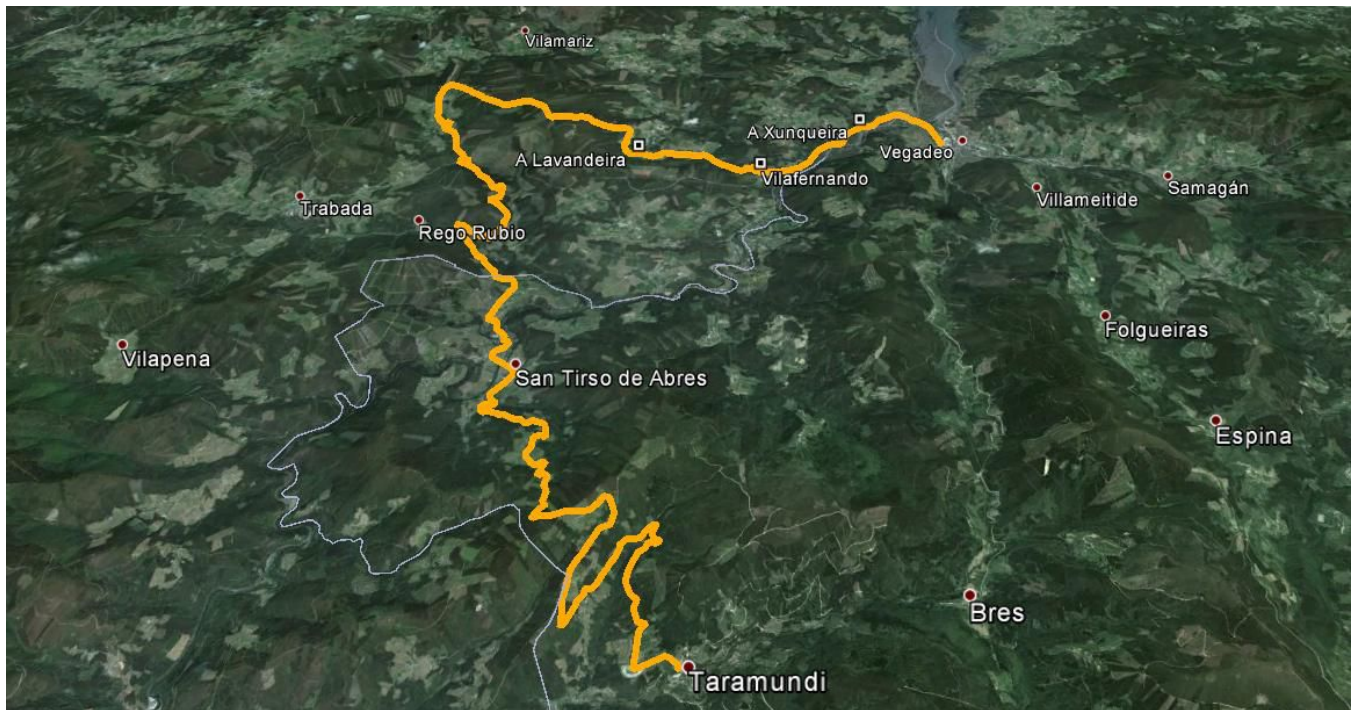 Vilamariz
A Xunqueira
A Lavandeira
Vegadeo
Vilafernando
Samagán
Villameitide
Trabada
Rego Rubio
Folgueiras
Vilapena
San Tirso de Abres
Espina
Bres
Taramundi